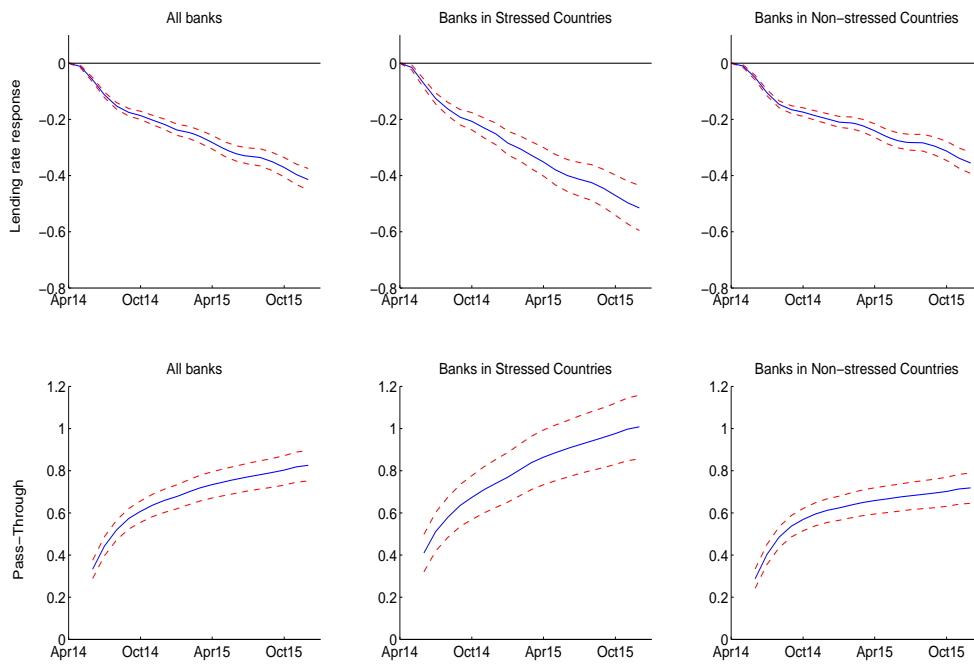 All banks
Banks in Stressed Countries
Banks in Non−stressed Countries
Lending rate response
0
−0.2
−0.4
−0.6
−0.8
Apr14 Oct14 Apr15 Oct15
0
−0.2
−0.4
−0.6
−0.8
Apr14 Oct14 Apr15 Oct15
0
−0.2
−0.4
−0.6
−0.8
Apr14 Oct14 Apr15 Oct15
All banks
Banks in Stressed Countries
Banks in Non−stressed Countries
Pass−Through
1.2
1
0.8
0.6
0.4
0.2
0
Apr14 Oct14 Apr15 Oct15
1.2
1
0.8
0.6
0.4
0.2
0
Apr14 Oct14 Apr15 Oct15
1.2
1
0.8
0.6
0.4
0.2
0
Apr14 Oct14 Apr15 Oct15